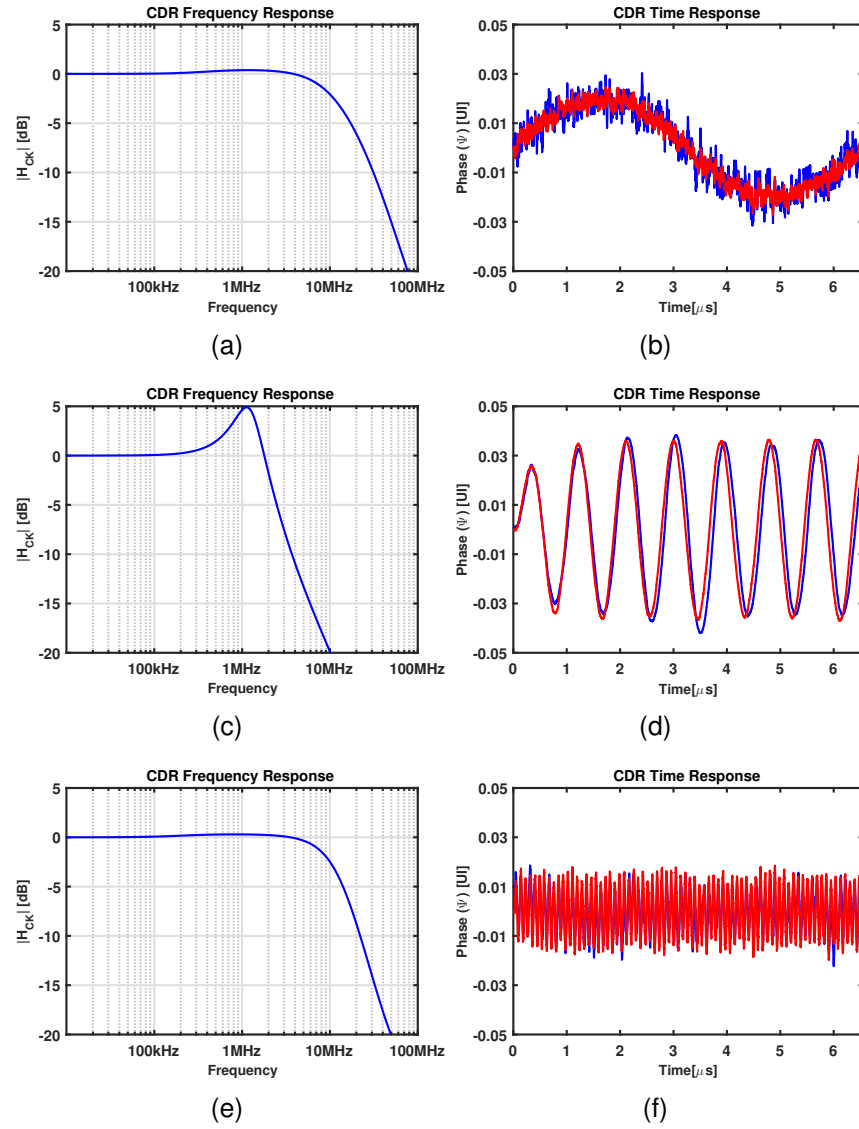 CDR Frequency Response
|H_CK| [dB]
5
0
-5
-10
-15
-20
100kHz 1MHz 10MHz 100MHz
Frequency
(a)
CDR Time Response
Phase (Ψ) [UI]
0.05
0.03
0.01
-0.01
-0.03
-0.05
0 1 2 3 4 5 6
Time[μs]
(b)
CDR Frequency Response
|H_CK| [dB]
5
0
-5
-10
-15
-20
100kHz 1MHz 10MHz 100MHz
Frequency
(c)
CDR Time Response
Phase (Ψ) [UI]
0.05
0.03
0.01
-0.01
-0.03
-0.05
0 1 2 3 4 5 6
Time[μs]
(d)
CDR Frequency Response
|H_CK| [dB]
5
0
-5
-10
-15
-20
100kHz 1MHz 10MHz 100MHz
Frequency
(e)
CDR Time Response
Phase (Ψ) [UI]
0.05
0.03
0.01
-0.01
-0.03
-0.05
0 1 2 3 4 5 6
Time[μs]
(f)